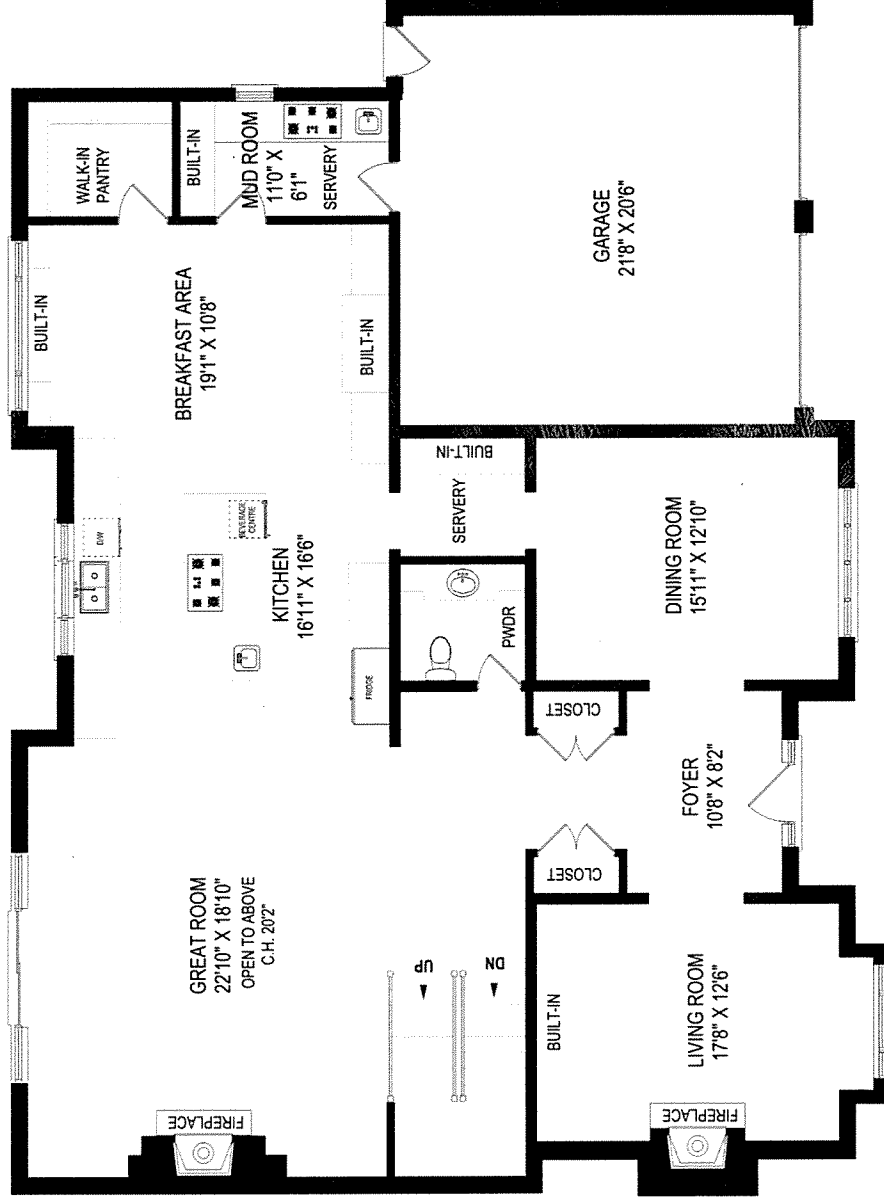 WALK-IN
PANTRY
BUILT-IN
MUD ROOM
11'0" X
6'1"
SERVERY
BUILT-IN
BREAKFAST AREA
19'1" X 10'8"
BUILT-IN
GARAGE
21'8" X 20'6"
D/W
BEVERAGE
CENTRE
KITCHEN
16'11" X 16'6"
FRIDGE
SERVERY
BUILT-IN
PWDR
DINING ROOM
15'11" X 12'10"
CLOSET
CLOSET
FOYER
10'8" X 8'2"
GREAT ROOM
22'10" X 18'10"
OPEN TO ABOVE
C.H. 20'2"
UP
DN
BUILT-IN
LIVING ROOM
17'8" X 12'6"
FIREPLACE
FIREPLACE